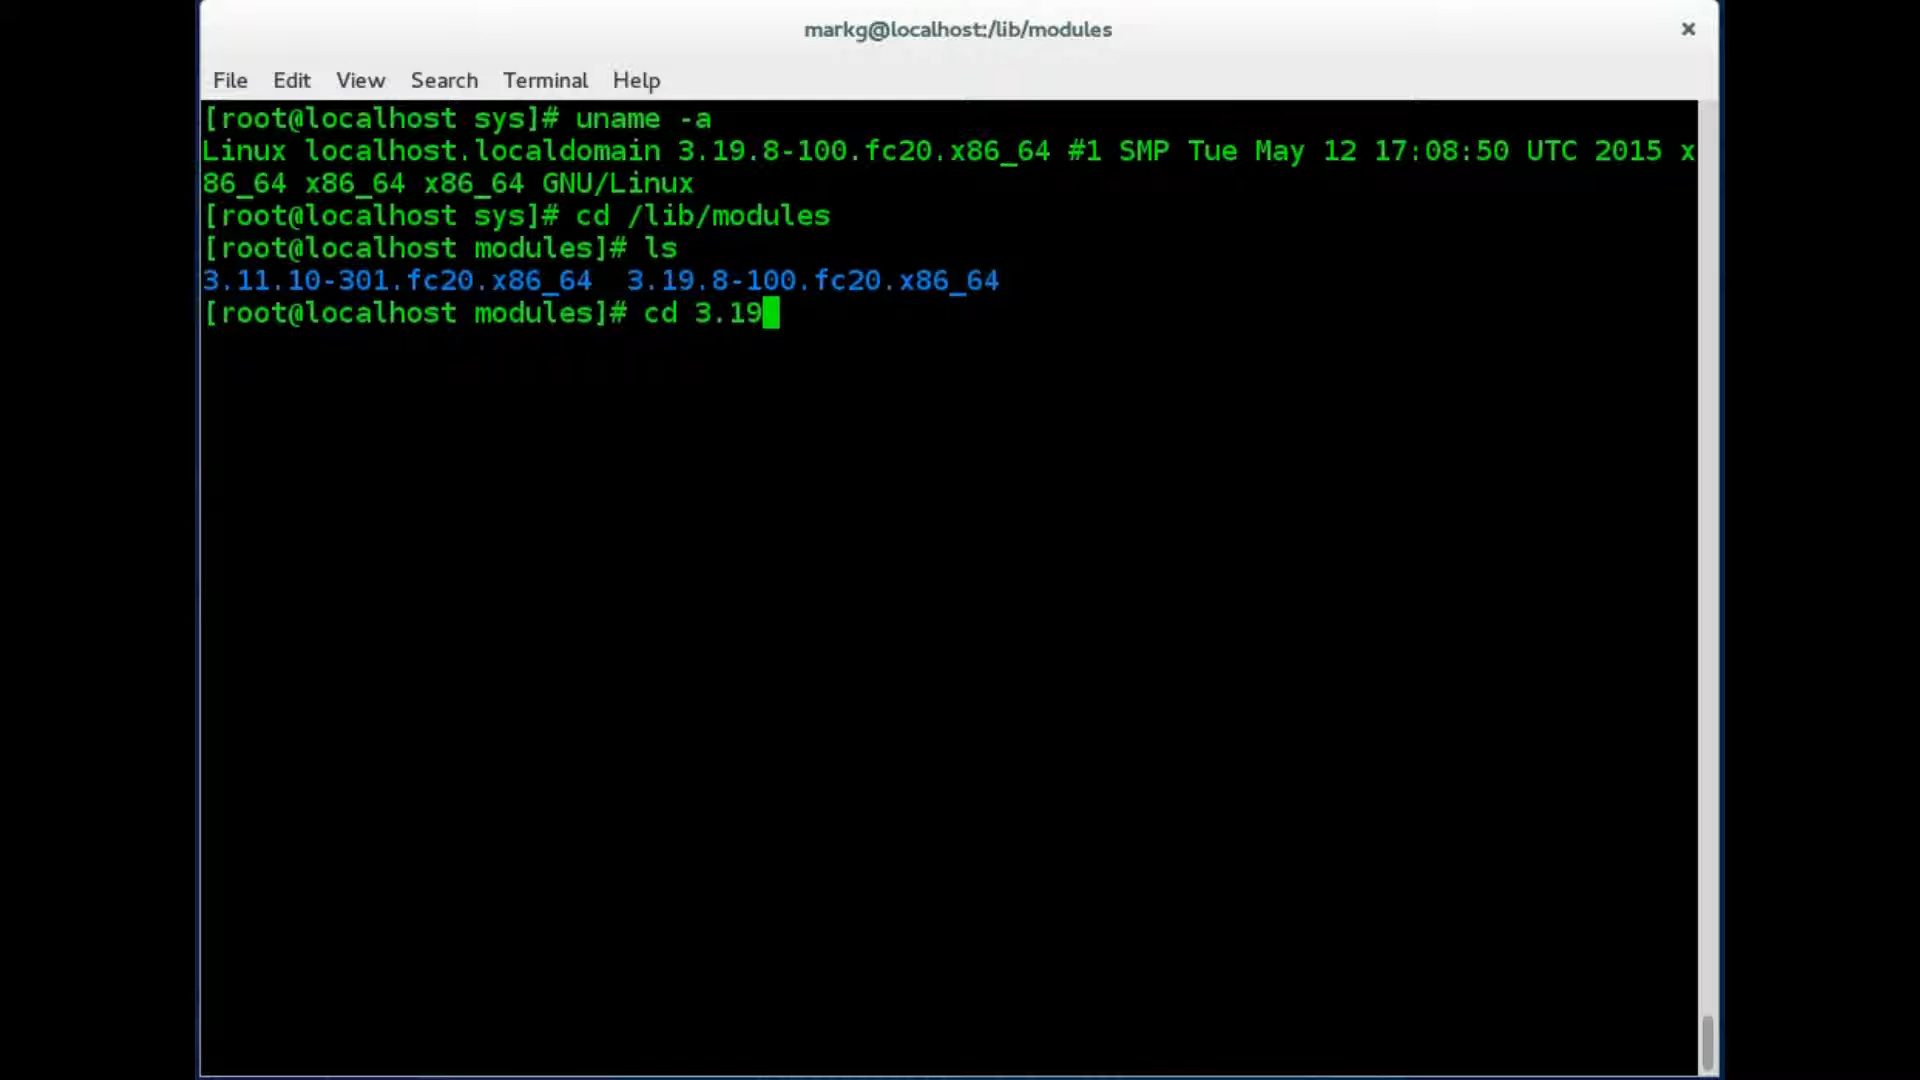 markg@localhost:/lib/modules
File Edit View Search Terminal Help
[root@localhost sys]# uname -a
Linux localhost.localdomain 3.19.8-100.fc20.x86_64 #1 SMP Tue May 12 17:08:50 UTC 2015 x
86_64 x86_64 x86_64 GNU/Linux
[root@localhost sys]# cd /lib/modules
[root@localhost modules]# ls
3.11.10-301.fc20.x86_64  3.19.8-100.fc20.x86_64
[root@localhost modules]# cd 3.19